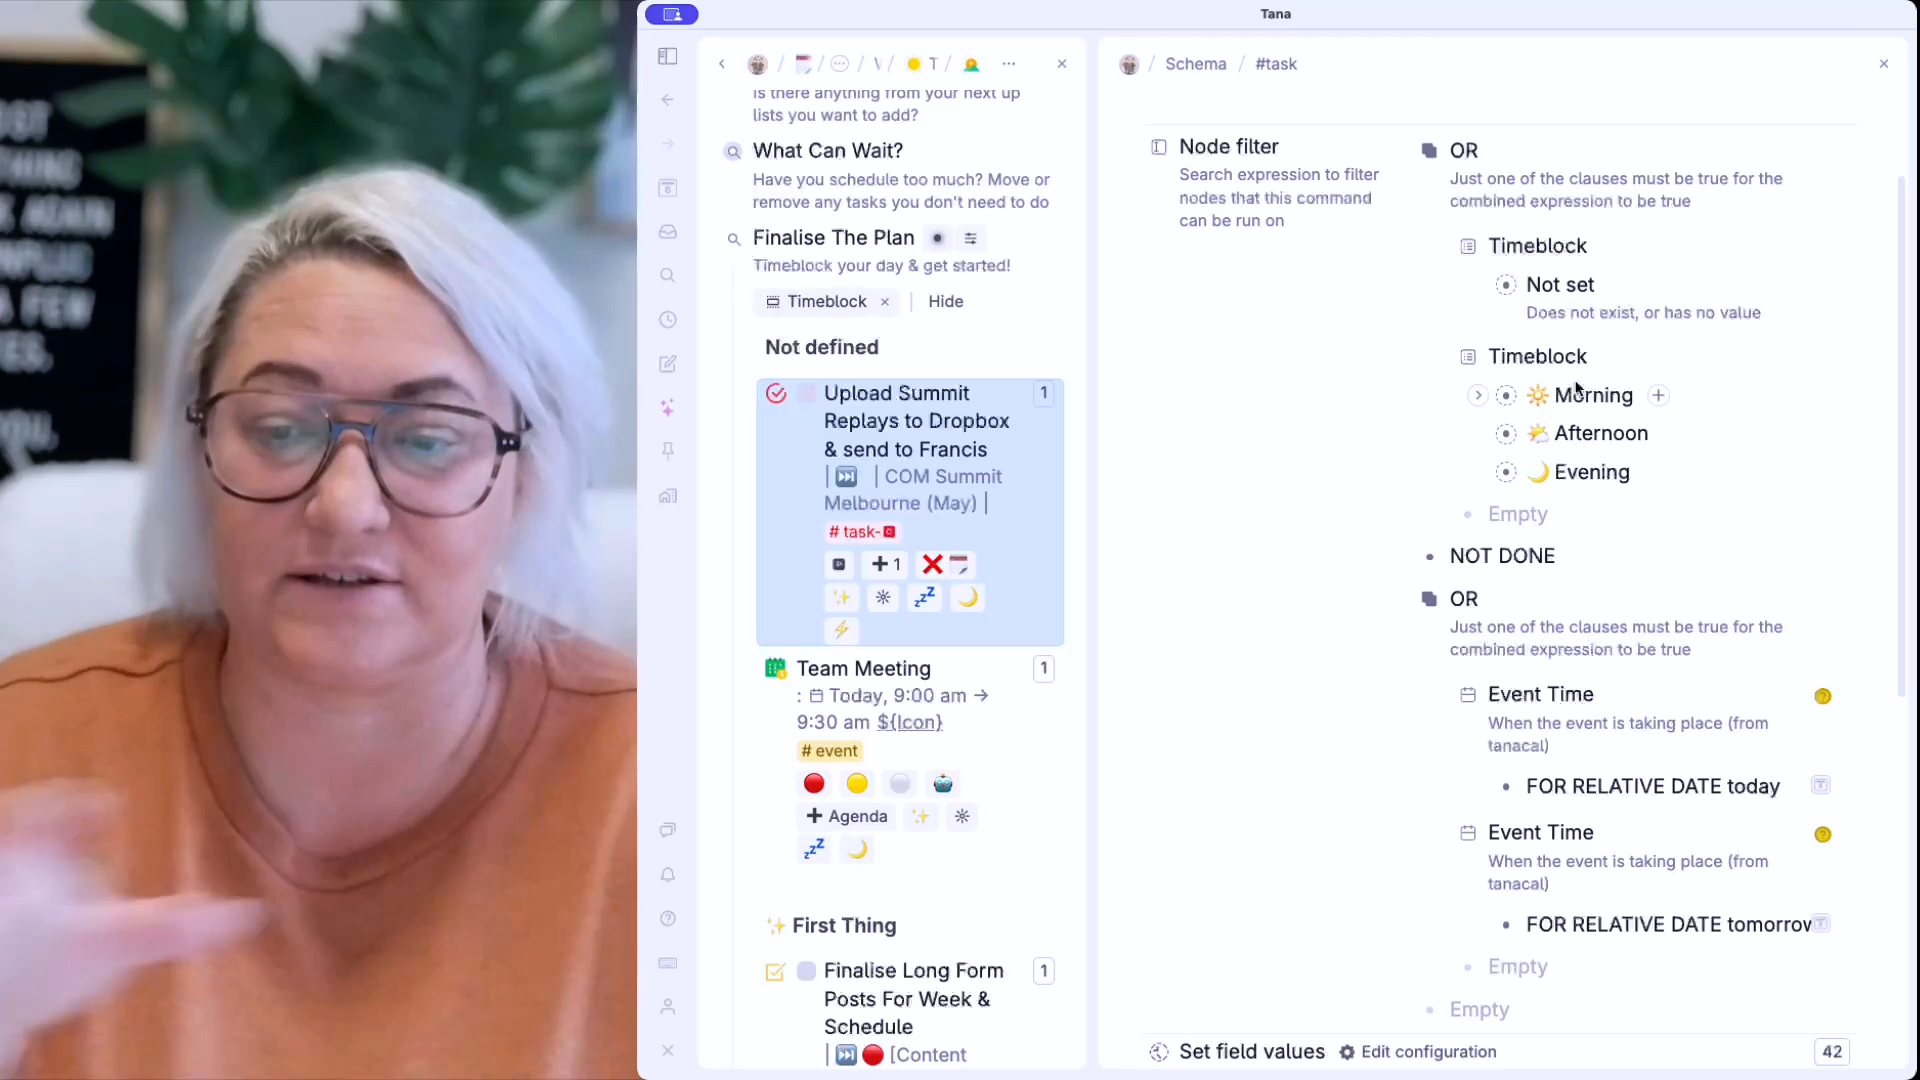 Tana
T
Schema / #task
is there anything from your next up
lists you want to add?
What Can Wait?
Have you schedule too much? Move or
remove any tasks you don't need to do
Finalise The Plan
Timeblock your day & get started!
Timeblock × | Hide
Not defined
Upload Summit 1
Replays to Dropbox
& send to Francis
| | COM Summit
Melbourne (May) |
# task-
+ 1
Team Meeting 1
: Today, 9:00 am →
9:30 am ${Icon}
# event
+ Agenda
First Thing
Finalise Long Form 1
Posts For Week &
Schedule
| [Content
Node filter
Search expression to filter
nodes that this command
can be run on
OR
Just one of the clauses must be true for the
combined expression to be true
Timeblock
Not set
Does not exist, or has no value
Timeblock
Morning
Afternoon
Evening
Empty
NOT DONE
OR
Just one of the clauses must be true for the
combined expression to be true
Event Time
When the event is taking place (from
tanacal)
FOR RELATIVE DATE today
Event Time
When the event is taking place (from
tanacal)
FOR RELATIVE DATE tomorrow
Empty
Empty
Set field values Edit configuration 42